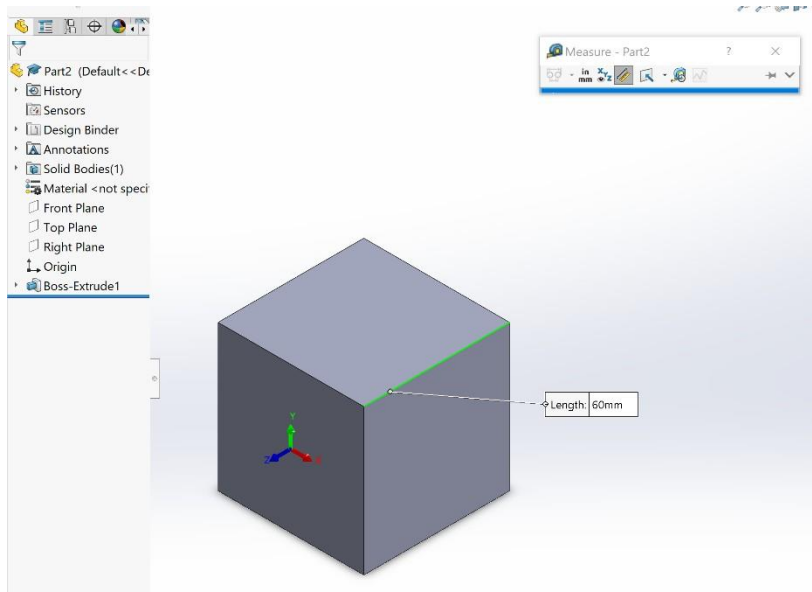 Measure - Part2 ? ×
in
mm
XYZ
Part2 (Default<<De
History
Sensors
Design Binder
Annotations
Solid Bodies(1)
Material <not speci
Front Plane
Top Plane
Right Plane
Origin
Boss-Extrude1
Length: 60mm
Y
Z
X